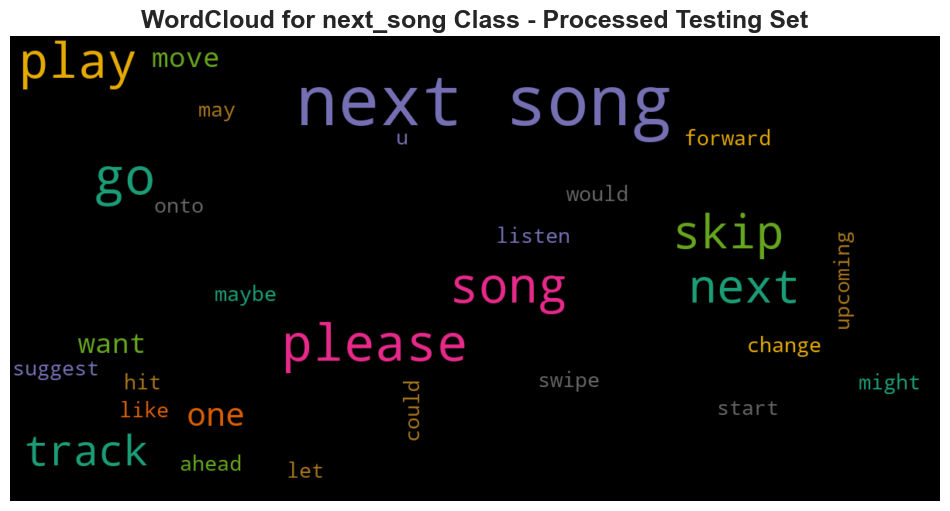 WordCloud for next_song Class - Processed Testing Set
play
move
may
next song
u
forward
go
onto
would
listen
skip
upcoming
maybe
song
next
want
please
change
suggest
hit
could
swipe
might
like
one
start
track
ahead
let